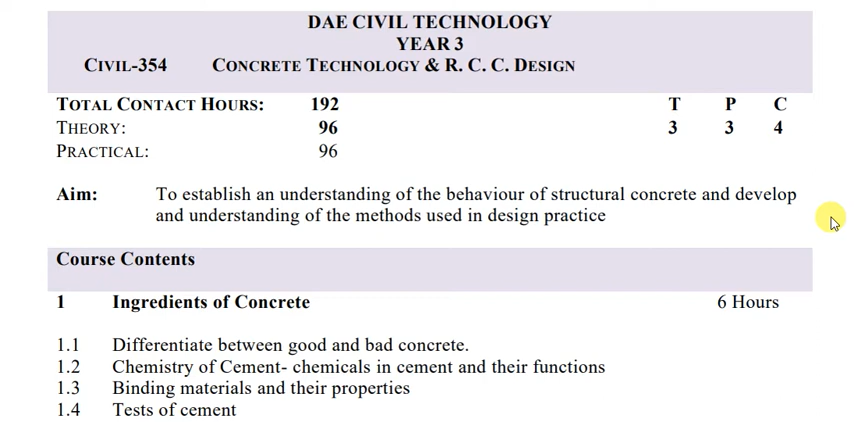 DAE CIVIL TECHNOLOGY
YEAR 3
CIVIL-354 CONCRETE TECHNOLOGY & R. C. C. DESIGN
TOTAL CONTACT HOURS: 192 T P C
THEORY: 96 3 3 4
PRACTICAL: 96
Aim: To establish an understanding of the behaviour of structural concrete and develop
and understanding of the methods used in design practice
Course Contents
1 Ingredients of Concrete 6 Hours
1.1 Differentiate between good and bad concrete.
1.2 Chemistry of Cement- chemicals in cement and their functions
1.3 Binding materials and their properties
1.4 Tests of cement